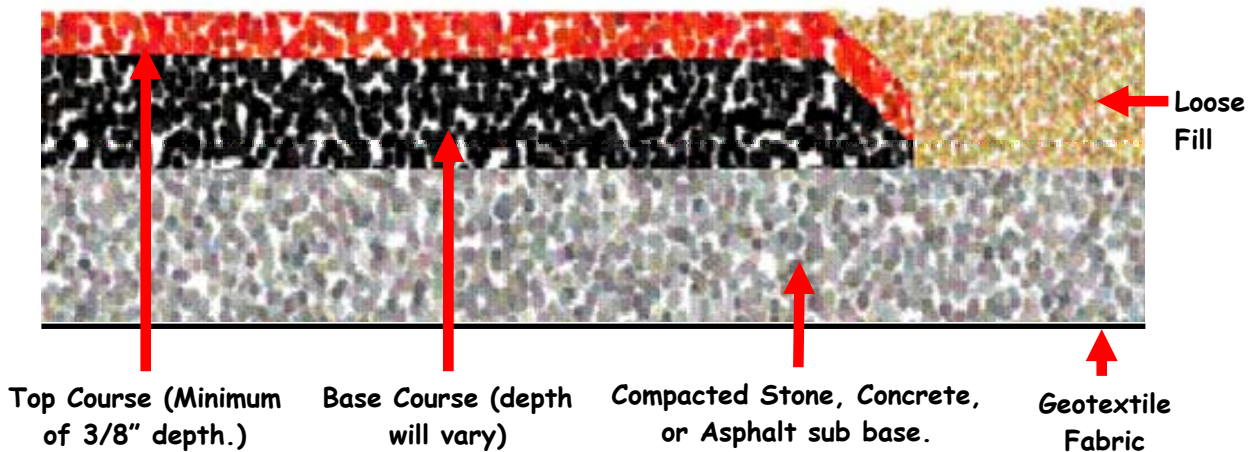 Loose
Fill
Top Course (Minimum
of 3/8” depth.)
Base Course (depth
will vary)
Compacted Stone, Concrete,
or Asphalt sub base.
Geotextile
Fabric